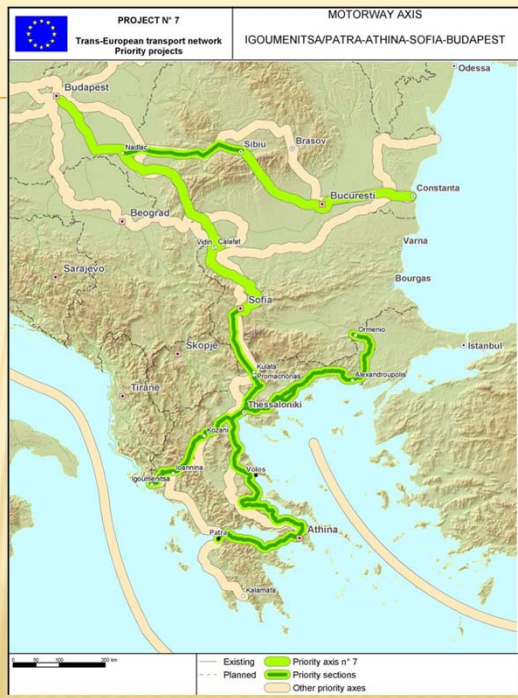 PROJECT N° 7
Trans-European transport network
Priority projects
MOTORWAY AXIS
IGOUMENITSA/PATRA-ATHINA-SOFIA-BUDAPEST
Odessa
Budapest
Nadlac
Sibiu
Brasov
Bucuresti
Constanta
Beograd
Vidin
Calafat
Varna
Sarajevo
Sofia
Bourgas
Ormenio
Skopje
Istanbul
Kulata
Promachonas
Alexandroupolis
Tiranë
Thessaloniki
Kozani
Ioannina
Igoumenitsa
Volos
Patra
Athina
Kalamata
0 50 100 200 km
Existing
Planned
Priority axis n° 7
Priority sections
Other priority axes